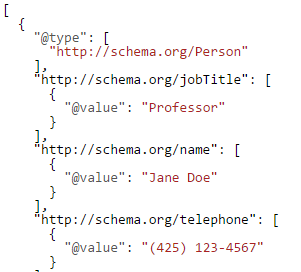 [
  {
    "@type": [
      "http://schema.org/Person"
    ],
    "http://schema.org/jobTitle": [
      {
        "@value": "Professor"
      }
    ],
    "http://schema.org/name": [
      {
        "@value": "Jane Doe"
      }
    ],
    "http://schema.org/telephone": [
      {
        "@value": "(425) 123-4567"
      }
    ]